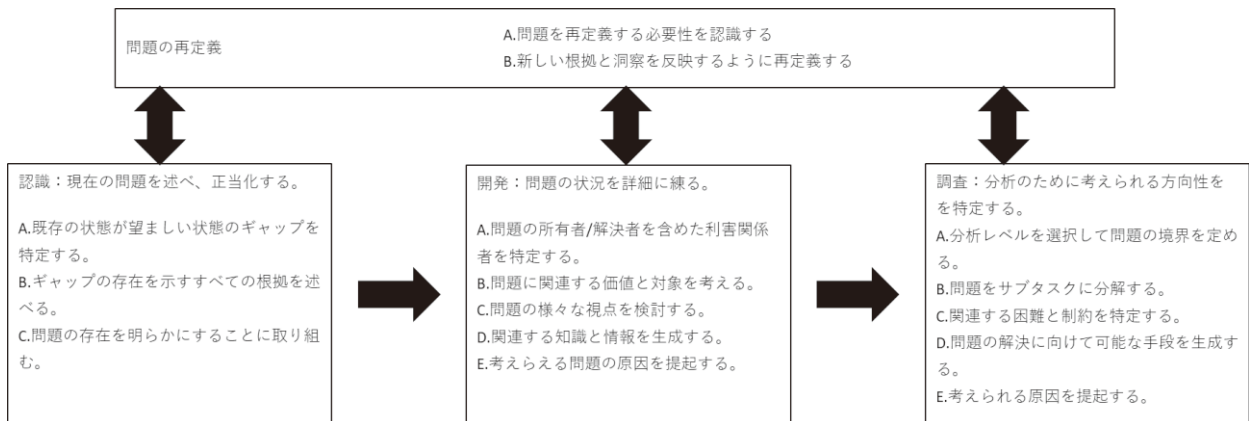 問題の再定義
A.問題を再定義する必要性を認識する
B.新しい根拠と洞察を反映するように再定義する
認識：現在の問題を述べ、正当化する。
A.既存の状態が望ましい状態のギャップを
特定する。
B.ギャップの存在を示すすべての根拠を述
べる。
C.問題の存在を明らかにすることに取り組
む。
開発：問題の状況を詳細に練る。
A.問題の所有者/解決者を含めた利害関係
者を特定する。
B.問題に関連する価値と対象を考える。
C.問題の様々な視点を検討する。
D.関連する知識と情報を生成する。
E.考えらえる問題の原因を提起する。
調査：分析のために考えられる方向性を
を特定する。
A.分析レベルを選択して問題の境界を定め
る。
B.問題をサブタスクに分解する。
C.関連する困難と制約を特定する。
D.問題の解決に向けて可能な手段を生成す
る。
E.考えられる原因を提起する。